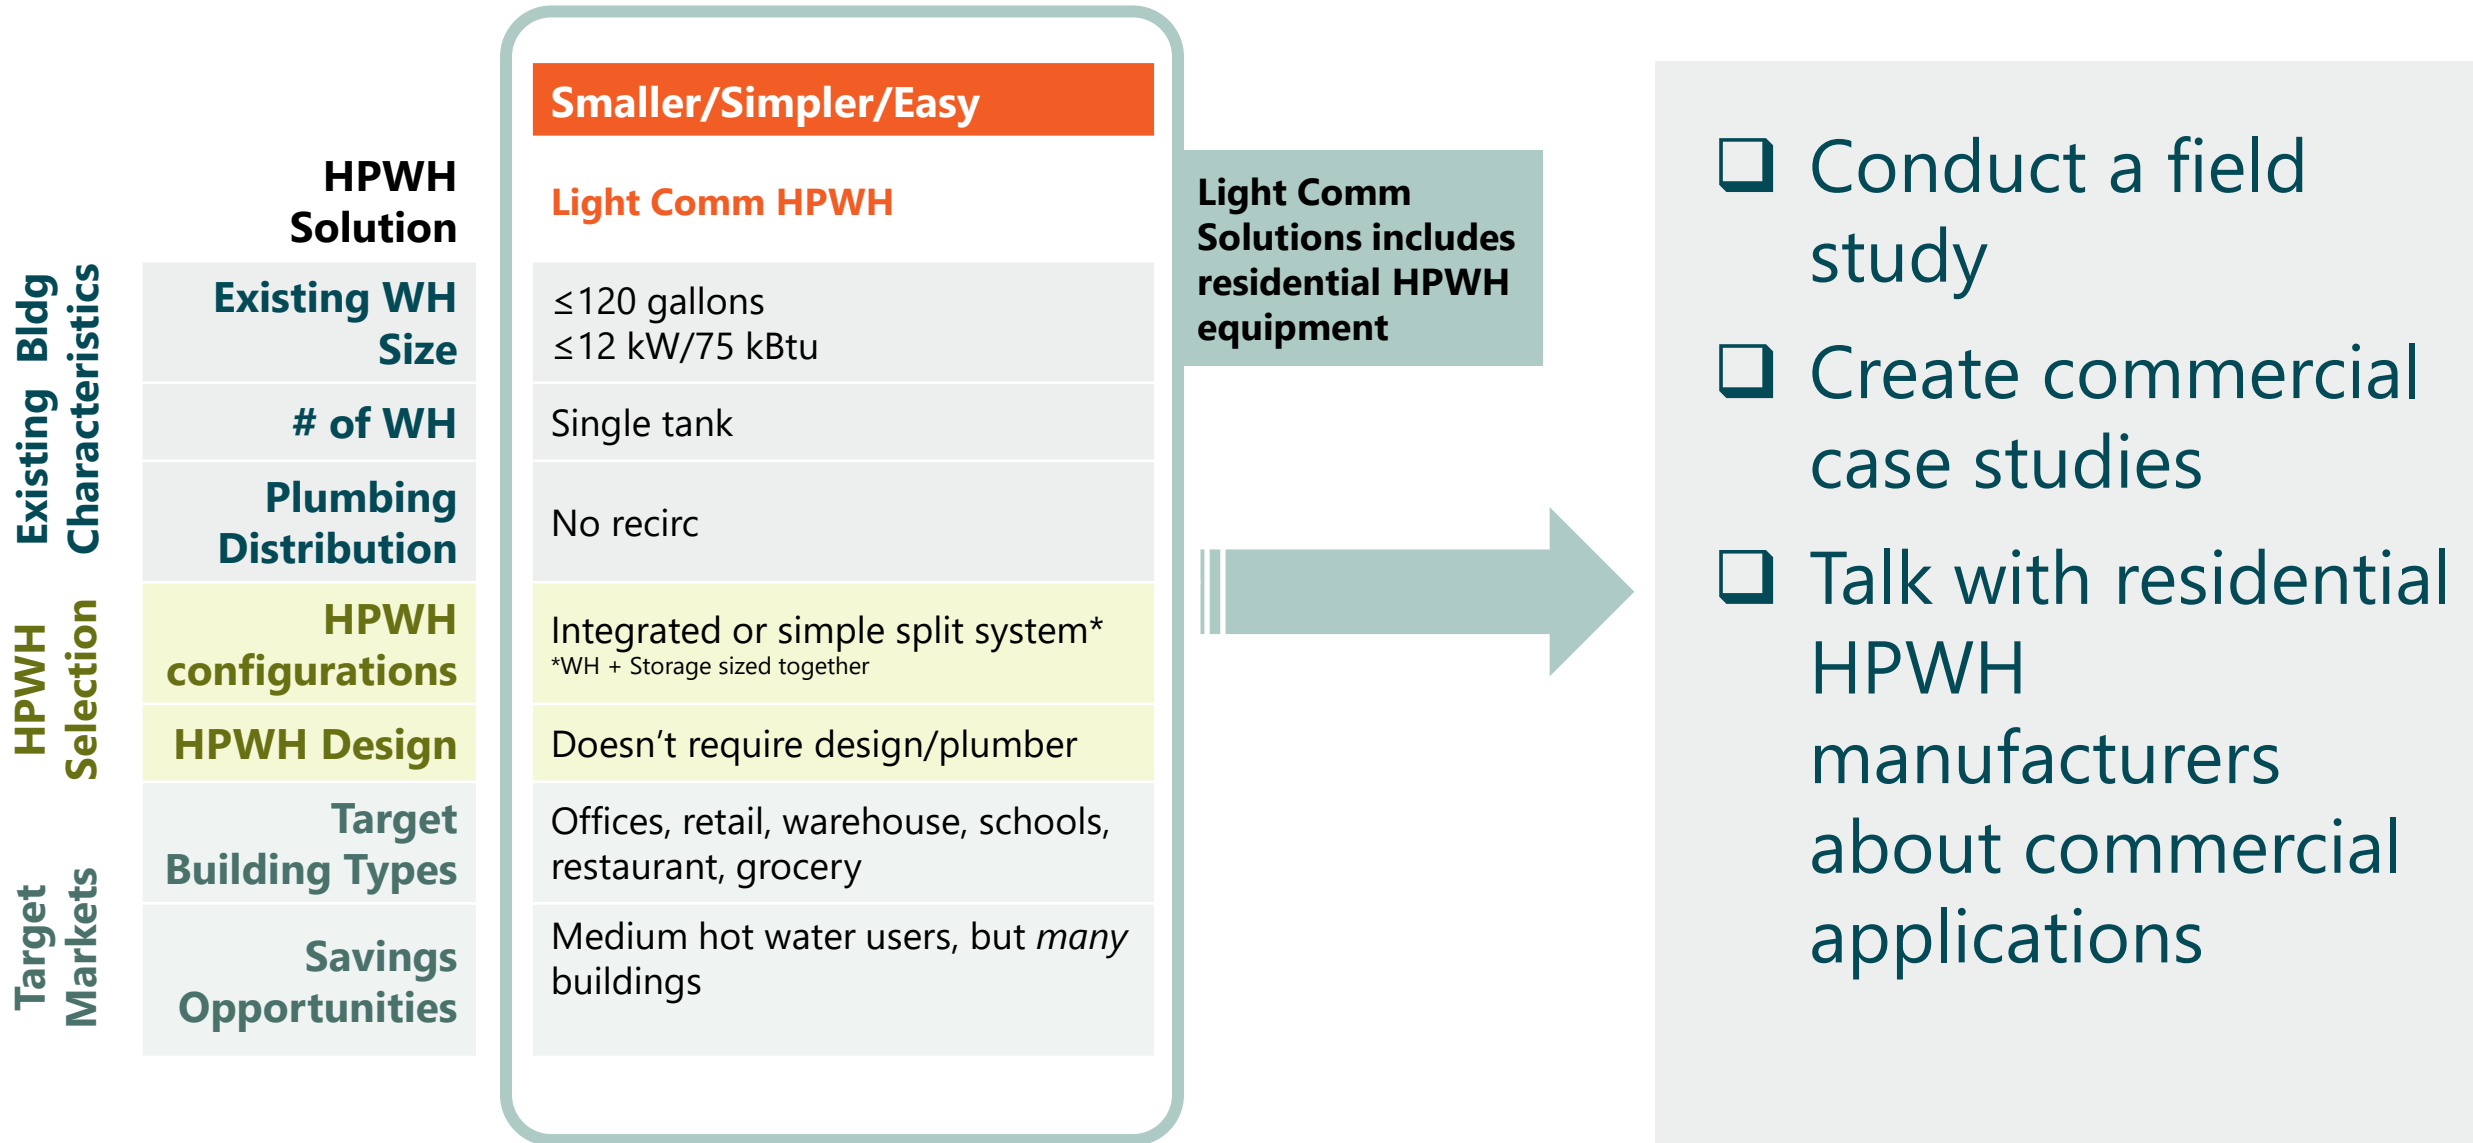 Smaller/Simpler/Easy
HPWH
Solution
Light Comm HPWH
Light Comm
Solutions includes
residential HPWH
equipment
Existing Bldg
Characteristics
Existing WH
Size
≤120 gallons
≤12 kW/75 kBtu
# of WH
Single tank
Plumbing
Distribution
No recirc
HPWH
Selection
HPWH
configurations
Integrated or simple split system*
*WH + Storage sized together
HPWH Design
Doesn't require design/plumber
Target
Markets
Target
Building Types
Offices, retail, warehouse, schools,
restaurant, grocery
Savings
Opportunities
Medium hot water users, but many
buildings
❑ Conduct a field
study
❑ Create commercial
case studies
❑ Talk with residential
HPWH
manufacturers
about commercial
applications